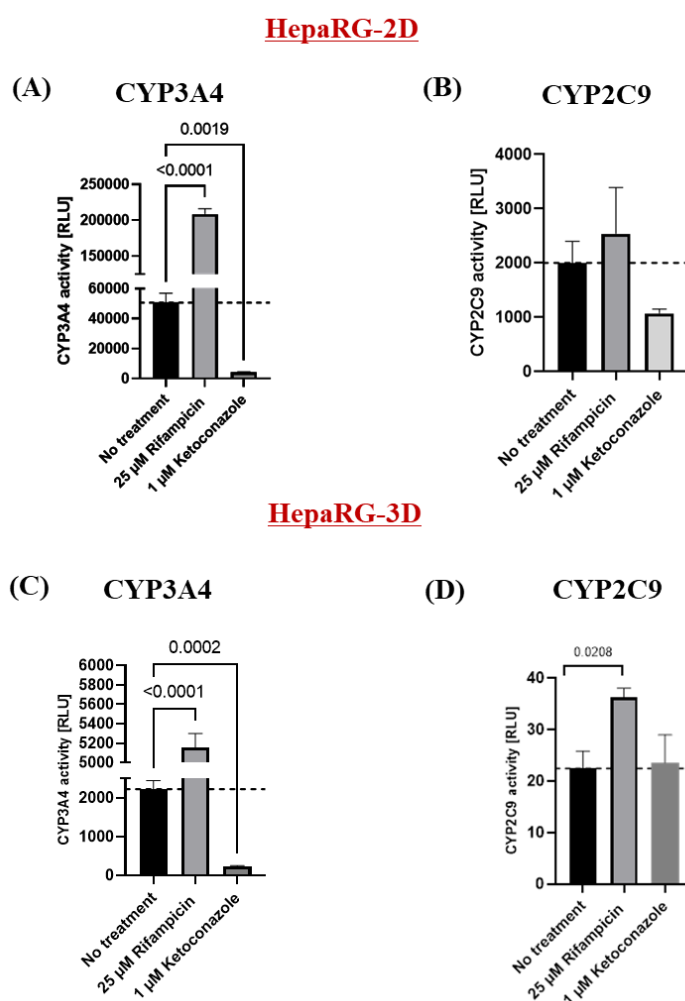 HepaRG-2D
(A)
CYP3A4
0.0019
<0.0001
CYP3A4 activity [RLU]
250000
200000
150000
100000
60000
40000
20000
0
No treatment
25 µM Rifampicin
1 µM Ketoconazole
(B)
CYP2C9
CYP2C9 activity [RLU]
4000
3000
2000
1000
0
No treatment
25 µM Rifampicin
1 µM Ketoconazole
HepaRG-3D
(C)
CYP3A4
0.0002
<0.0001
CYP3A4 activity [RLU]
6000
5800
5600
5400
5200
5000
2000
1000
0
No treatment
25 µM Rifampicin
1 µM Ketoconazole
(D)
CYP2C9
0.0208
CYP2C9 activity [RLU]
40
30
20
10
0
No treatment
25 µM Rifampicin
1 µM Ketoconazole